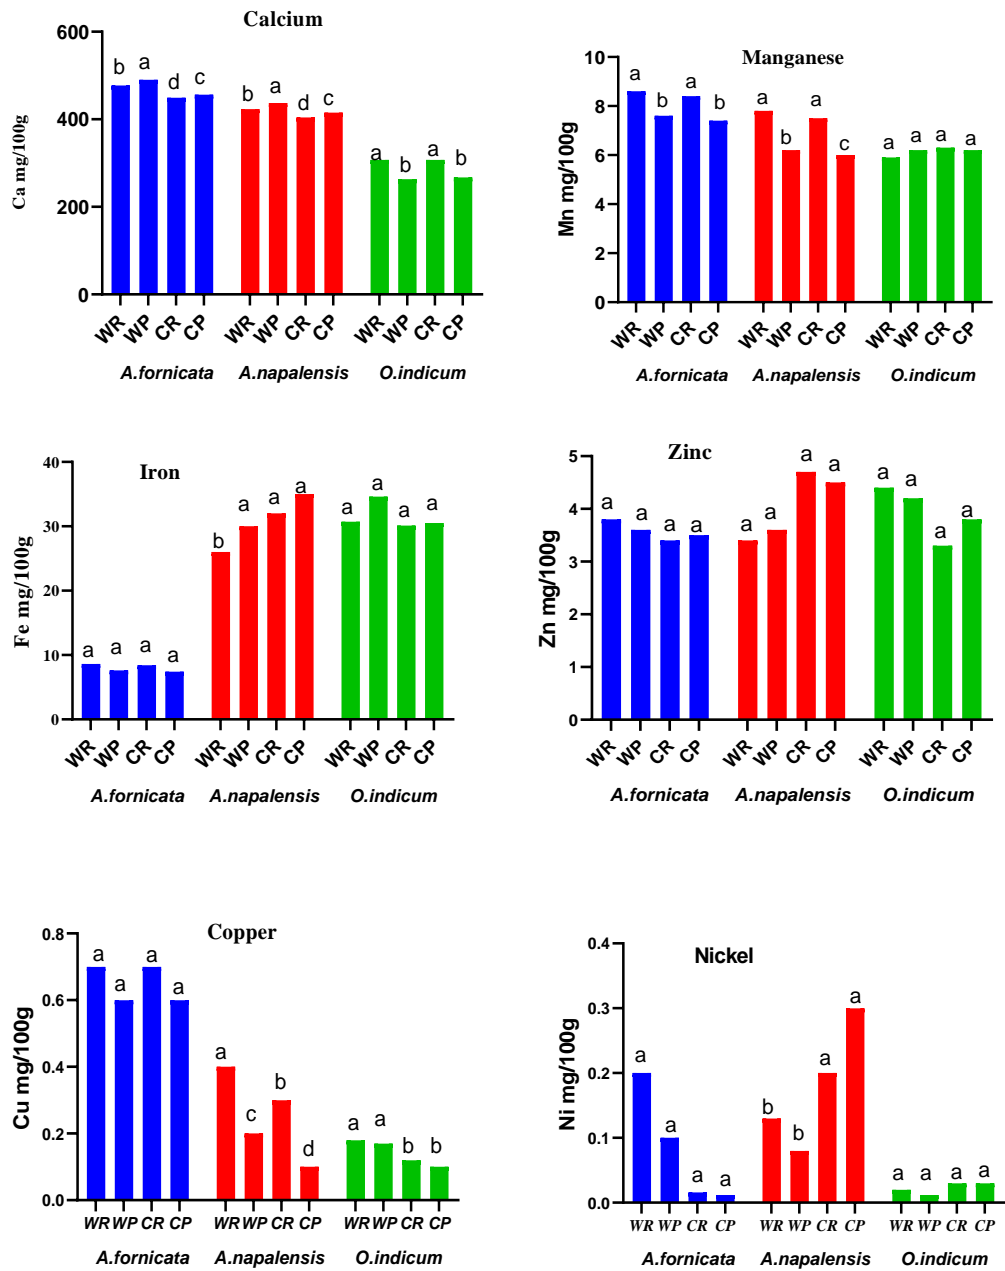 Calcium
Ca mg/100g
600
400
200
0
b a d c b a d c a b a b
WR WP CR CP WR WP CR CP WR WP CR CP
A.fornicata A.napalensis O.indicum
Manganese
Mn mg/100g
10
8
6
4
2
0
a b a b a b a c a a a a
WR WP CR CP WR WP CR CP WR WP CR CP
A.fornicata A.napalensis O.indicum
Iron
Fe mg/100g
40
30
20
10
0
a a a a b a a a a a a a
WR WP CR CP WR WP CR CP WR WP CR CP
A.fornicata A.napalensis O.indicum
Zinc
Zn mg/100g
5
4
3
2
1
0
a a a a a a a a a a a a
WR WP CR CP WR WP CR CP WR WP CR CP
A.fornicata A.napalensis O.indicum
Copper
Cu mg/100g
0.8
0.6
0.4
0.2
0.0
a a a a a c b d a a b b
WR WP CR CP WR WP CR CP WR WP CR CP
A.fornicata A.napalensis O.indicum
Nickel
Ni mg/100g
0.4
0.3
0.2
0.1
0.0
a a a a b b a a a a a a
WR WP CR CP WR WP CR CP WR WP CR CP
A.fornicata A.napalensis O.indicum